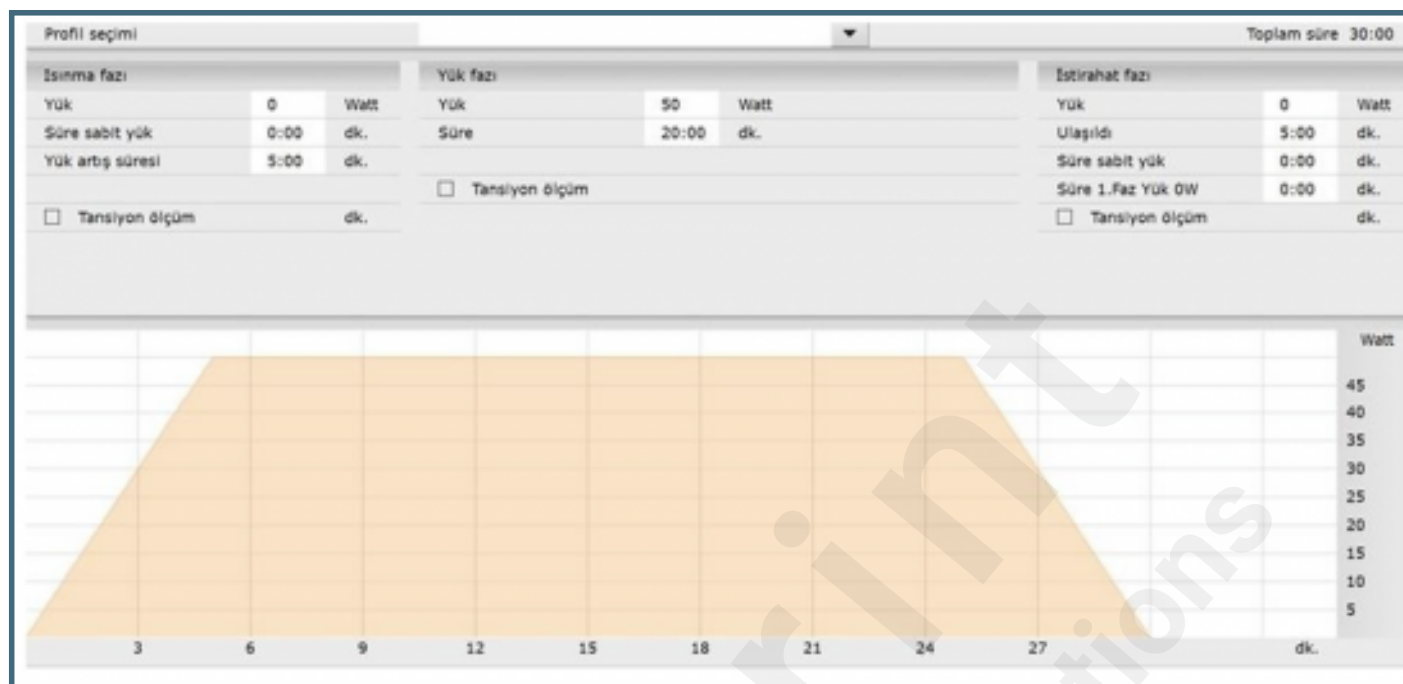 Profil seçimi Toplam süre 30:00
Isınma fazı
Yük 0 Watt
Süre sabit yük 0:00 dk.
Yük artış süresi 5:00 dk.
Tansiyon ölçüm dk.
Yük fazı
Yük 50 Watt
Süre 20:00 dk.
Tansiyon ölçüm
İstirahat fazı
Yük 0 Watt
Ulaşıldı 5:00 dk.
Süre sabit yük 0:00 dk.
Süre 1.Faz Yük 0W 0:00 dk.
Tansiyon ölçüm dk.
Watt
45
40
35
30
25
20
15
10
5
3 6 9 12 15 18 21 24 27 dk.